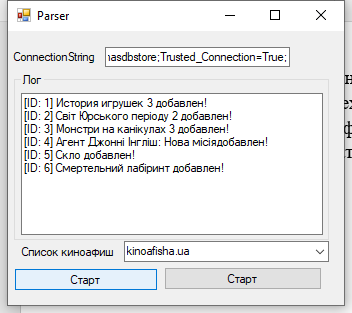 Parser
ConnectionString
nasdbstore;Trusted_Connection=True;
Лог
[ID: 1] История игрушек 3 добавлен!
[ID: 2] Світ Юрського періоду 2 добавлен!
[ID: 3] Монстри на канікулах 3 добавлен!
[ID: 4] Агент Джонні Інгліш: Нова місіядобавлен!
[ID: 5] Скло добавлен!
[ID: 6] Смертельний лабіринт добавлен!
Список киноафиш
kinoafisha.ua
Старт
Старт